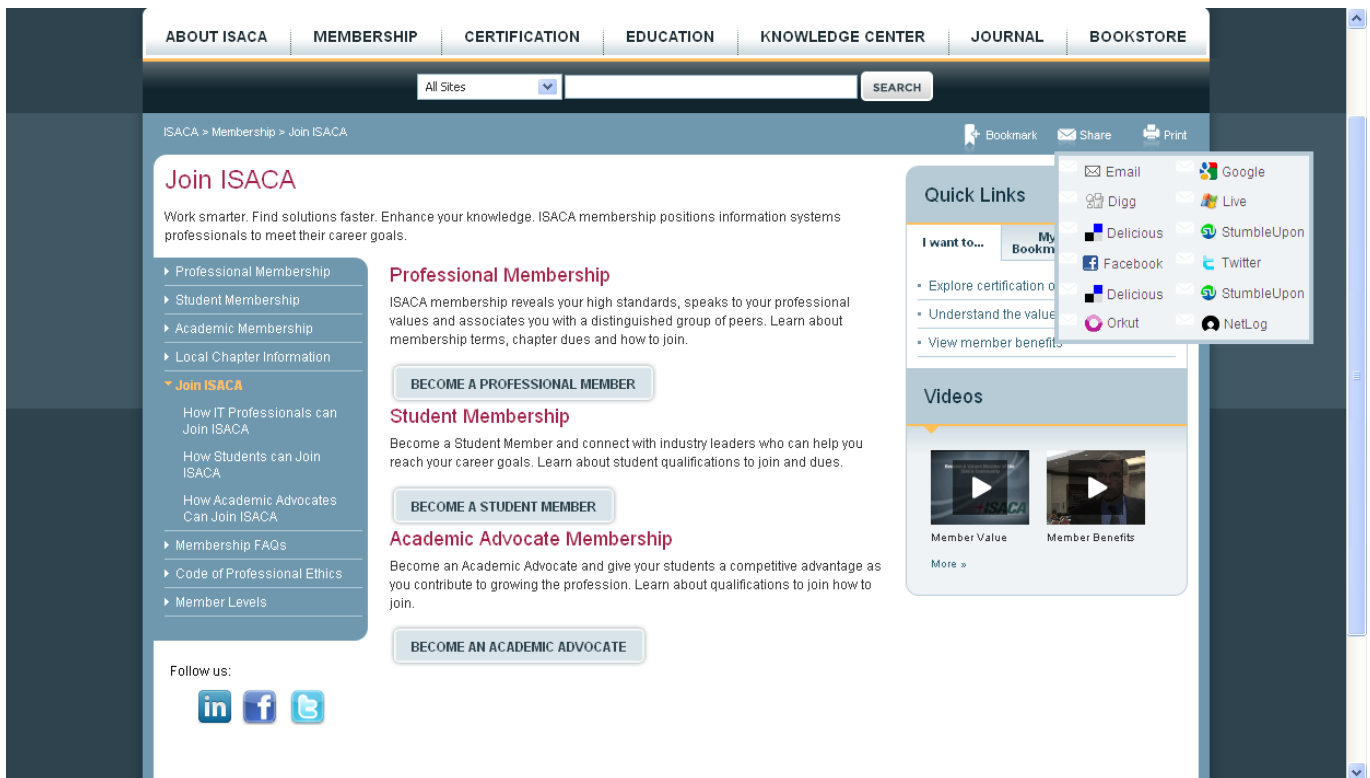 ABOUT ISACA
MEMBERSHIP
CERTIFICATION
EDUCATION
KNOWLEDGE CENTER
JOURNAL
BOOKSTORE
All Sites
SEARCH
ISACA > Membership > Join ISACA
Bookmark
Share
Print
Join ISACA
Work smarter. Find solutions faster. Enhance your knowledge. ISACA membership positions information systems
professionals to meet their career goals.
Professional Membership
Student Membership
Academic Membership
Local Chapter Information
Join ISACA
How IT Professionals can
Join ISACA
How Students can Join
ISACA
How Academic Advocates
Can Join ISACA
Membership FAQs
Code of Professional Ethics
Member Levels
Follow us:
Professional Membership
ISACA membership reveals your high standards, speaks to your professional
values and associates you with a distinguished group of peers. Learn about
membership terms, chapter dues and how to join.
BECOME A PROFESSIONAL MEMBER
Student Membership
Become a Student Member and connect with industry leaders who can help you
reach your career goals. Learn about student qualifications to join and dues.
BECOME A STUDENT MEMBER
Academic Advocate Membership
Become an Academic Advocate and give your students a competitive advantage as
you contribute to growing the profession. Learn about qualifications to join how to
join.
BECOME AN ACADEMIC ADVOCATE
Email
Google
Digg
Live
Delicious
StumbleUpon
Facebook
Twitter
Delicious
StumbleUpon
Orkut
NetLog
Quick Links
I want to...
My
Bookm
Explore certification o
Understand the value
View member benefits
Videos
ISACA
Member Value
Member Benefits
More »